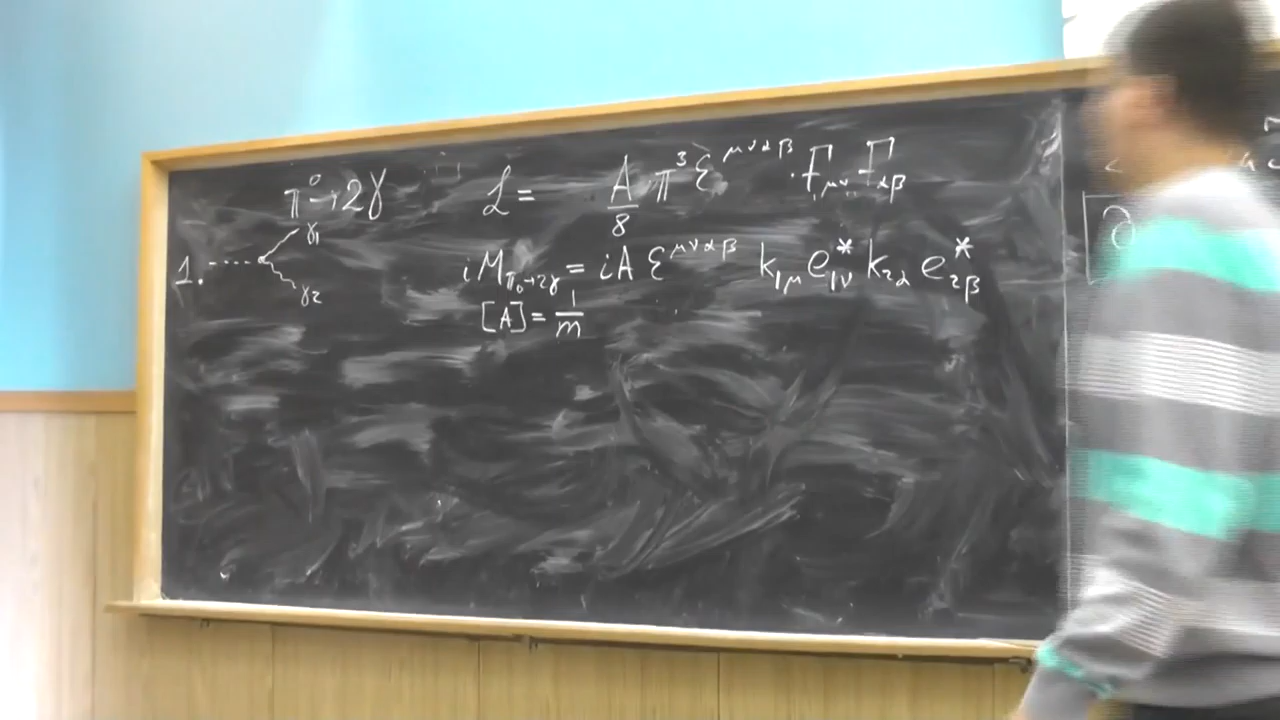 π⁰→2γ
ℒ = A/8 π³ ε^{μναβ} · F_{μν} F_{αβ}
1. γ₁ γ₂
iM_{π₀→2γ} = iA ε^{μναβ} k_{1μ} e*_{1ν} k_{2α} e*_{2β}
[A] = 1/m
∂